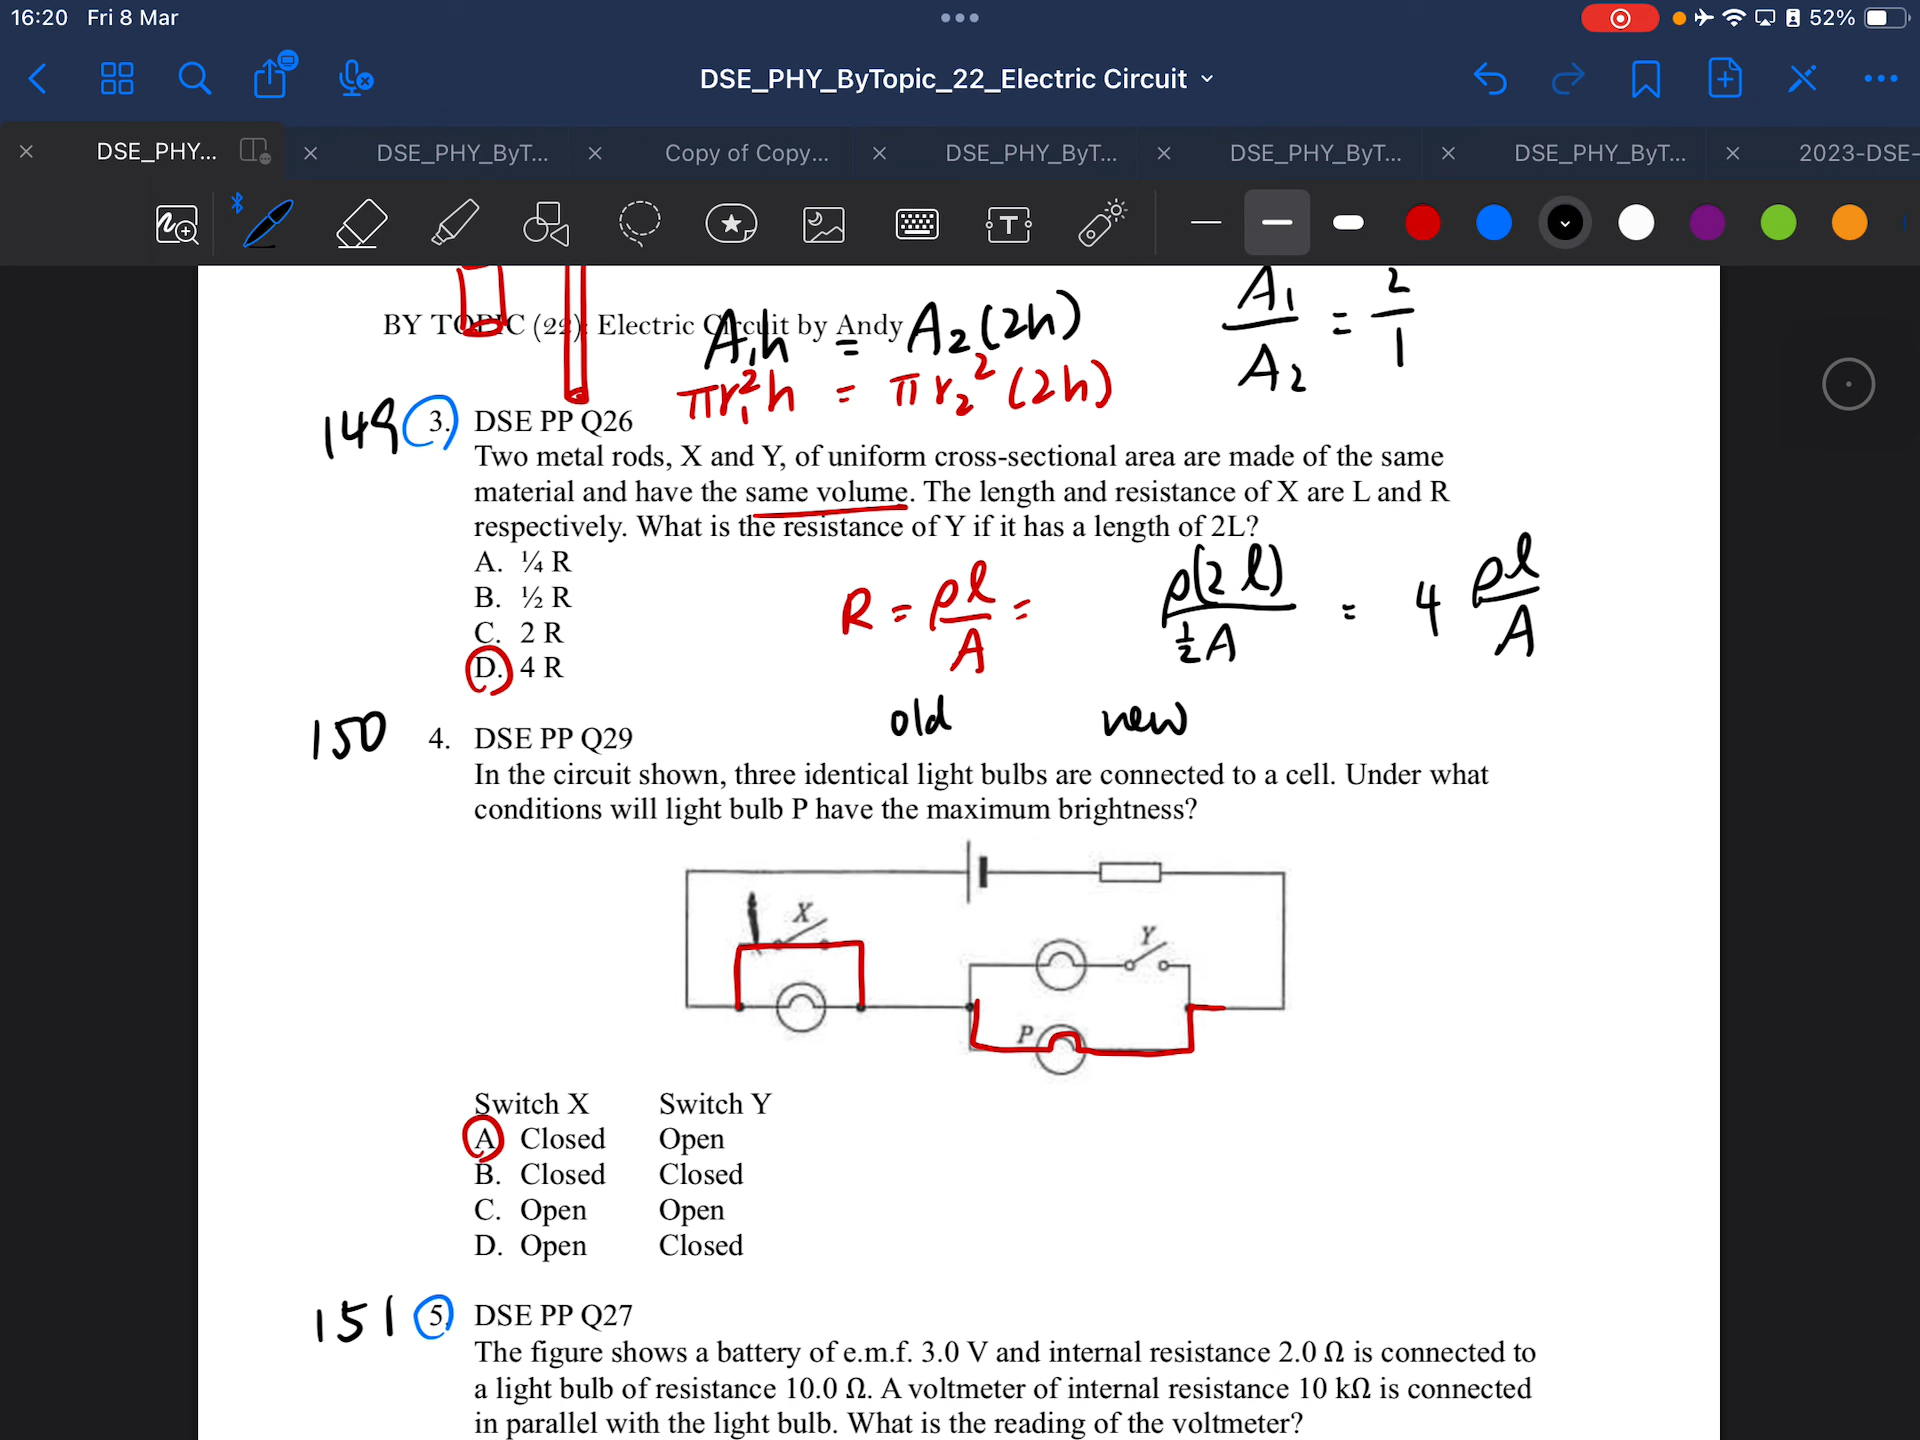 16:20 Fri 8 Mar
52%
DSE_PHY_ByTopic_22_Electric Circuit
DSE_PHY...
DSE_PHY_ByT...
Copy of Copy...
DSE_PHY_ByT...
DSE_PHY_ByT...
DSE_PHY_ByT...
2023-DSE-
T
BY TOPIC (22): Electric Circuit by Andy
A₁h = A₂(2h)
A₁/A₂ = 2/1
πr₁²h = πr₂²(2h)
149 3. DSE PP Q26
Two metal rods, X and Y, of uniform cross-sectional area are made of the same
material and have the same volume. The length and resistance of X are L and R
respectively. What is the resistance of Y if it has a length of 2L?
A. ¼ R
B. ½ R
C. 2 R
D. 4 R
R = ρl/A = ρ(2l)/½A = 4 ρl/A
old new
150 4. DSE PP Q29
In the circuit shown, three identical light bulbs are connected to a cell. Under what
conditions will light bulb P have the maximum brightness?
X
Y
P
Switch X Switch Y
A. Closed Open
B. Closed Closed
C. Open Open
D. Open Closed
151 5. DSE PP Q27
The figure shows a battery of e.m.f. 3.0 V and internal resistance 2.0 Ω is connected to
a light bulb of resistance 10.0 Ω. A voltmeter of internal resistance 10 kΩ is connected
in parallel with the light bulb. What is the reading of the voltmeter?